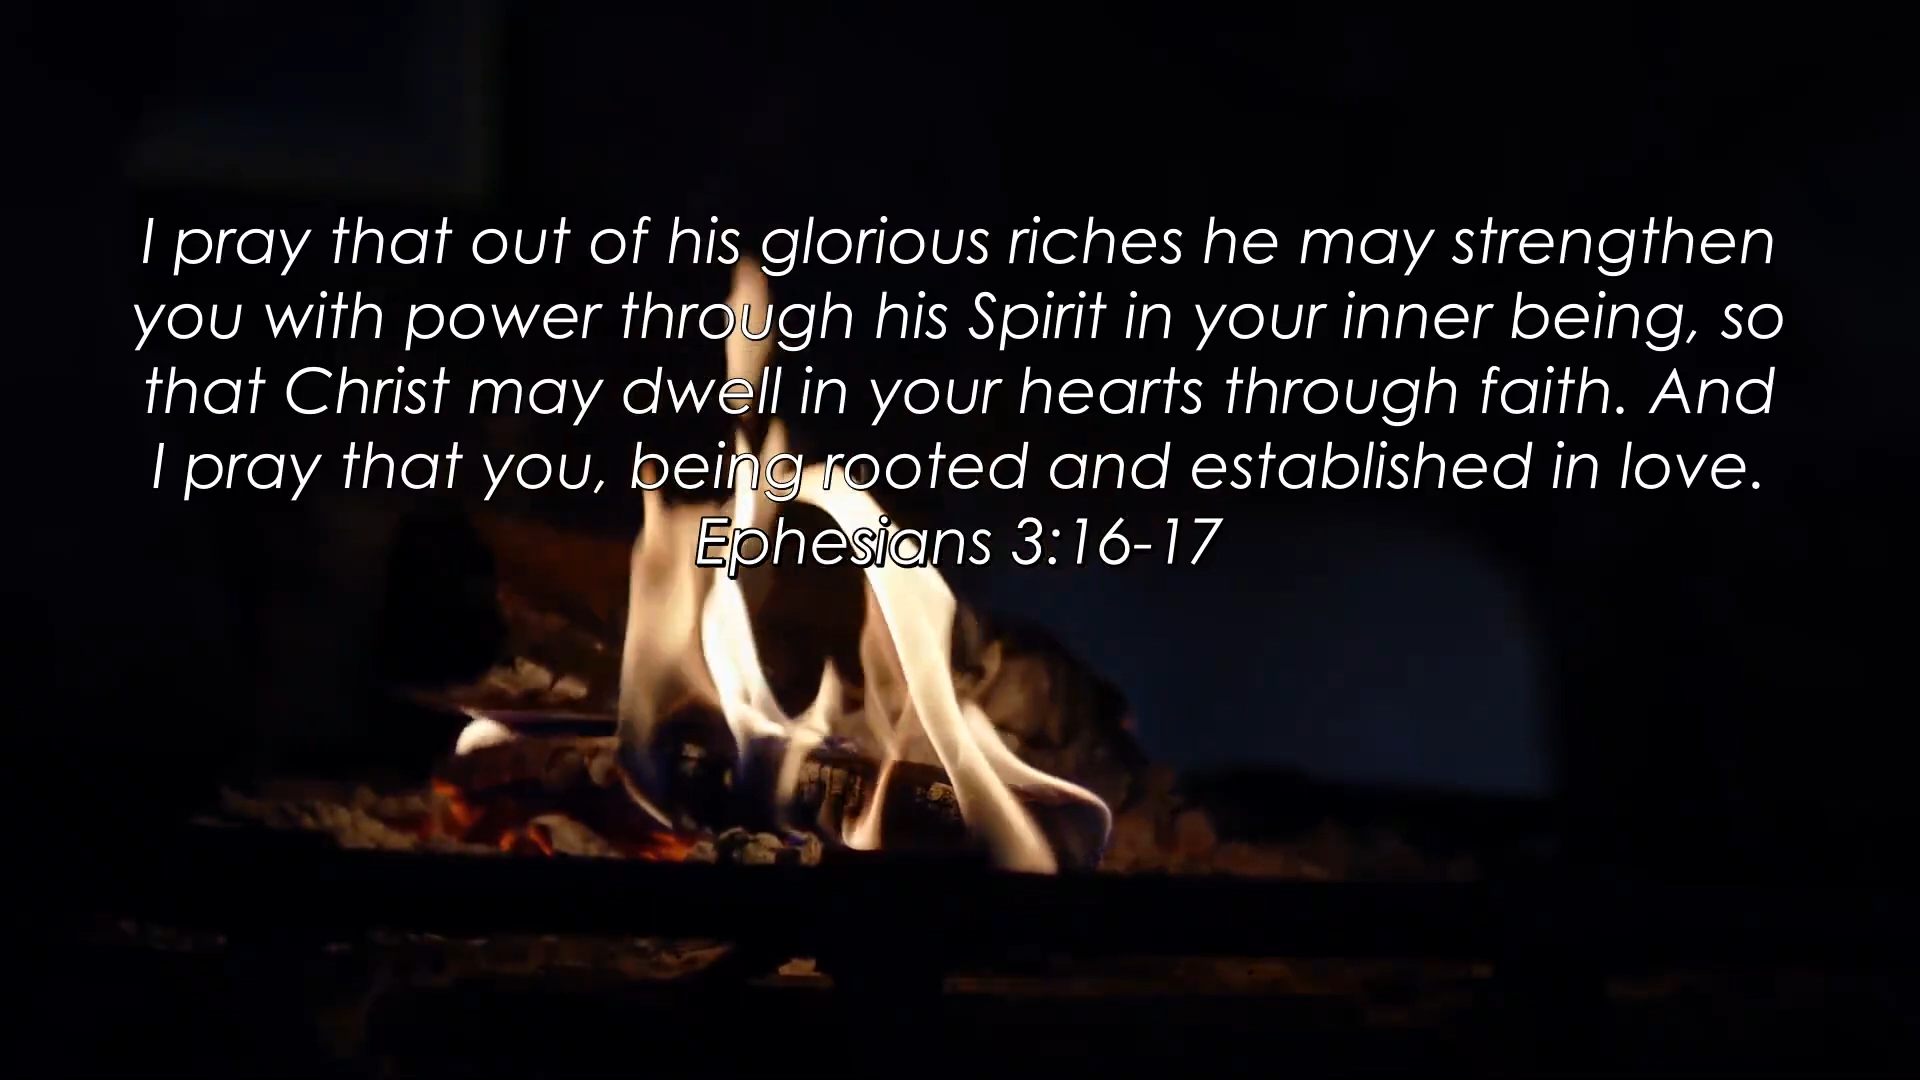 I pray that out of his glorious riches he may strengthen
you with power through his Spirit in your inner being, so
that Christ may dwell in your hearts through faith. And
I pray that you, being rooted and established in love.
Ephesians 3:16-17